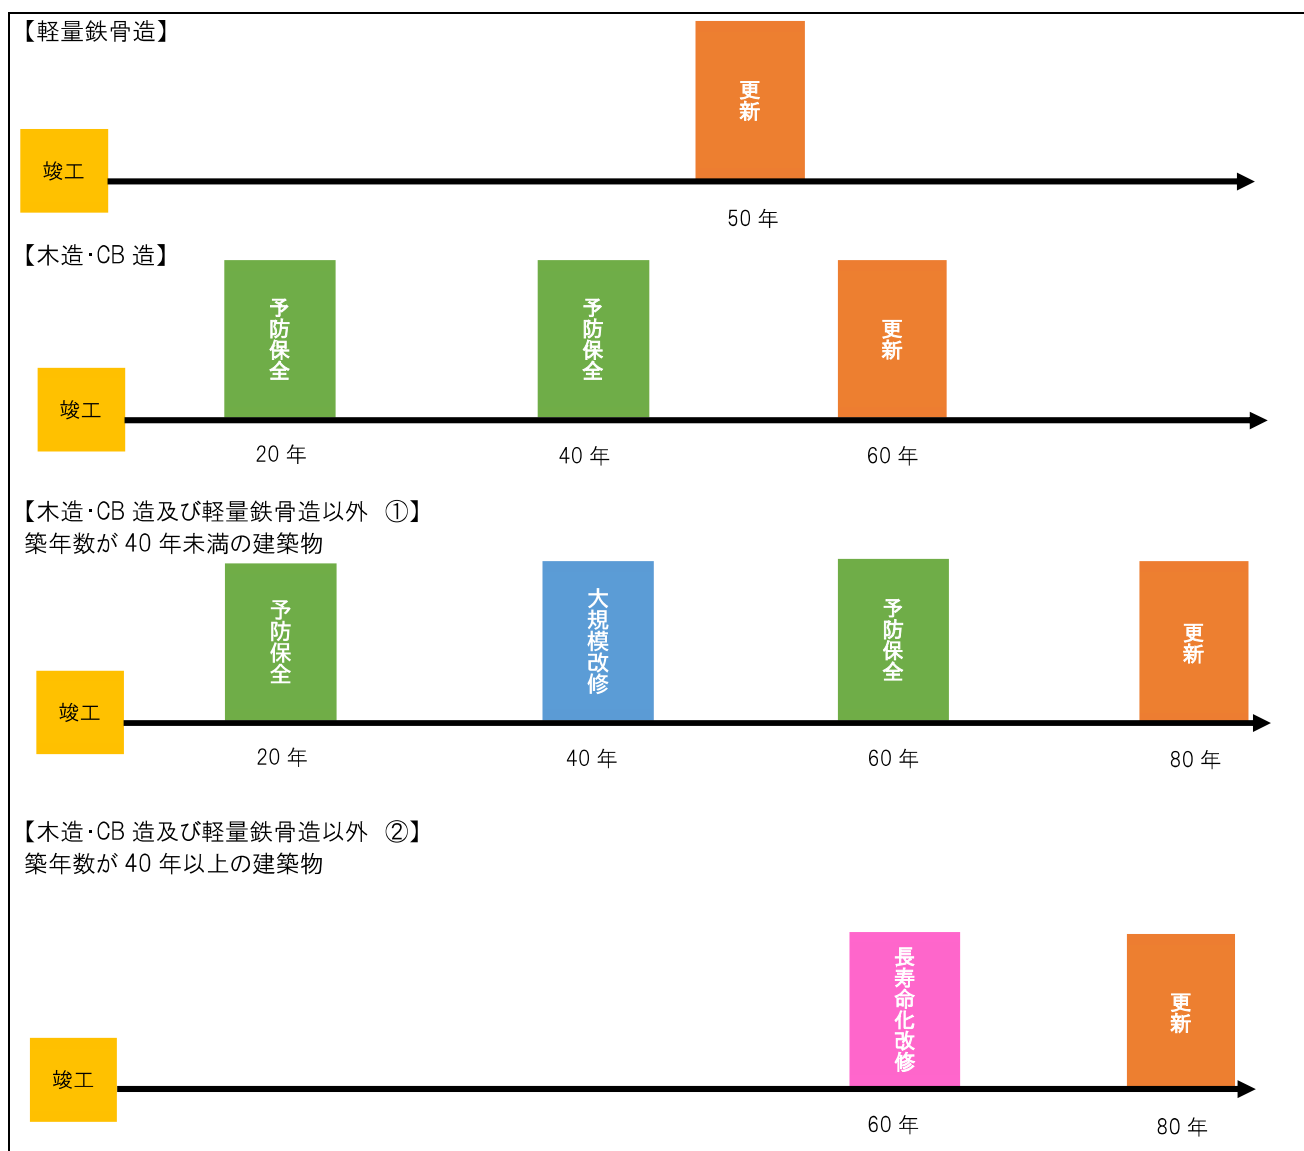 【軽量鉄骨造】
更新
竣工
50 年
【木造・CB 造】
予防保全
予防保全
更新
竣工
20 年
40 年
60 年
【木造・CB 造及び軽量鉄骨造以外 ①】
築年数が 40 年未満の建築物
予防保全
大規模改修
予防保全
更新
竣工
20 年
40 年
60 年
80 年
【木造・CB 造及び軽量鉄骨造以外 ②】
築年数が 40 年以上の建築物
長寿命化改修
更新
竣工
60 年
80 年